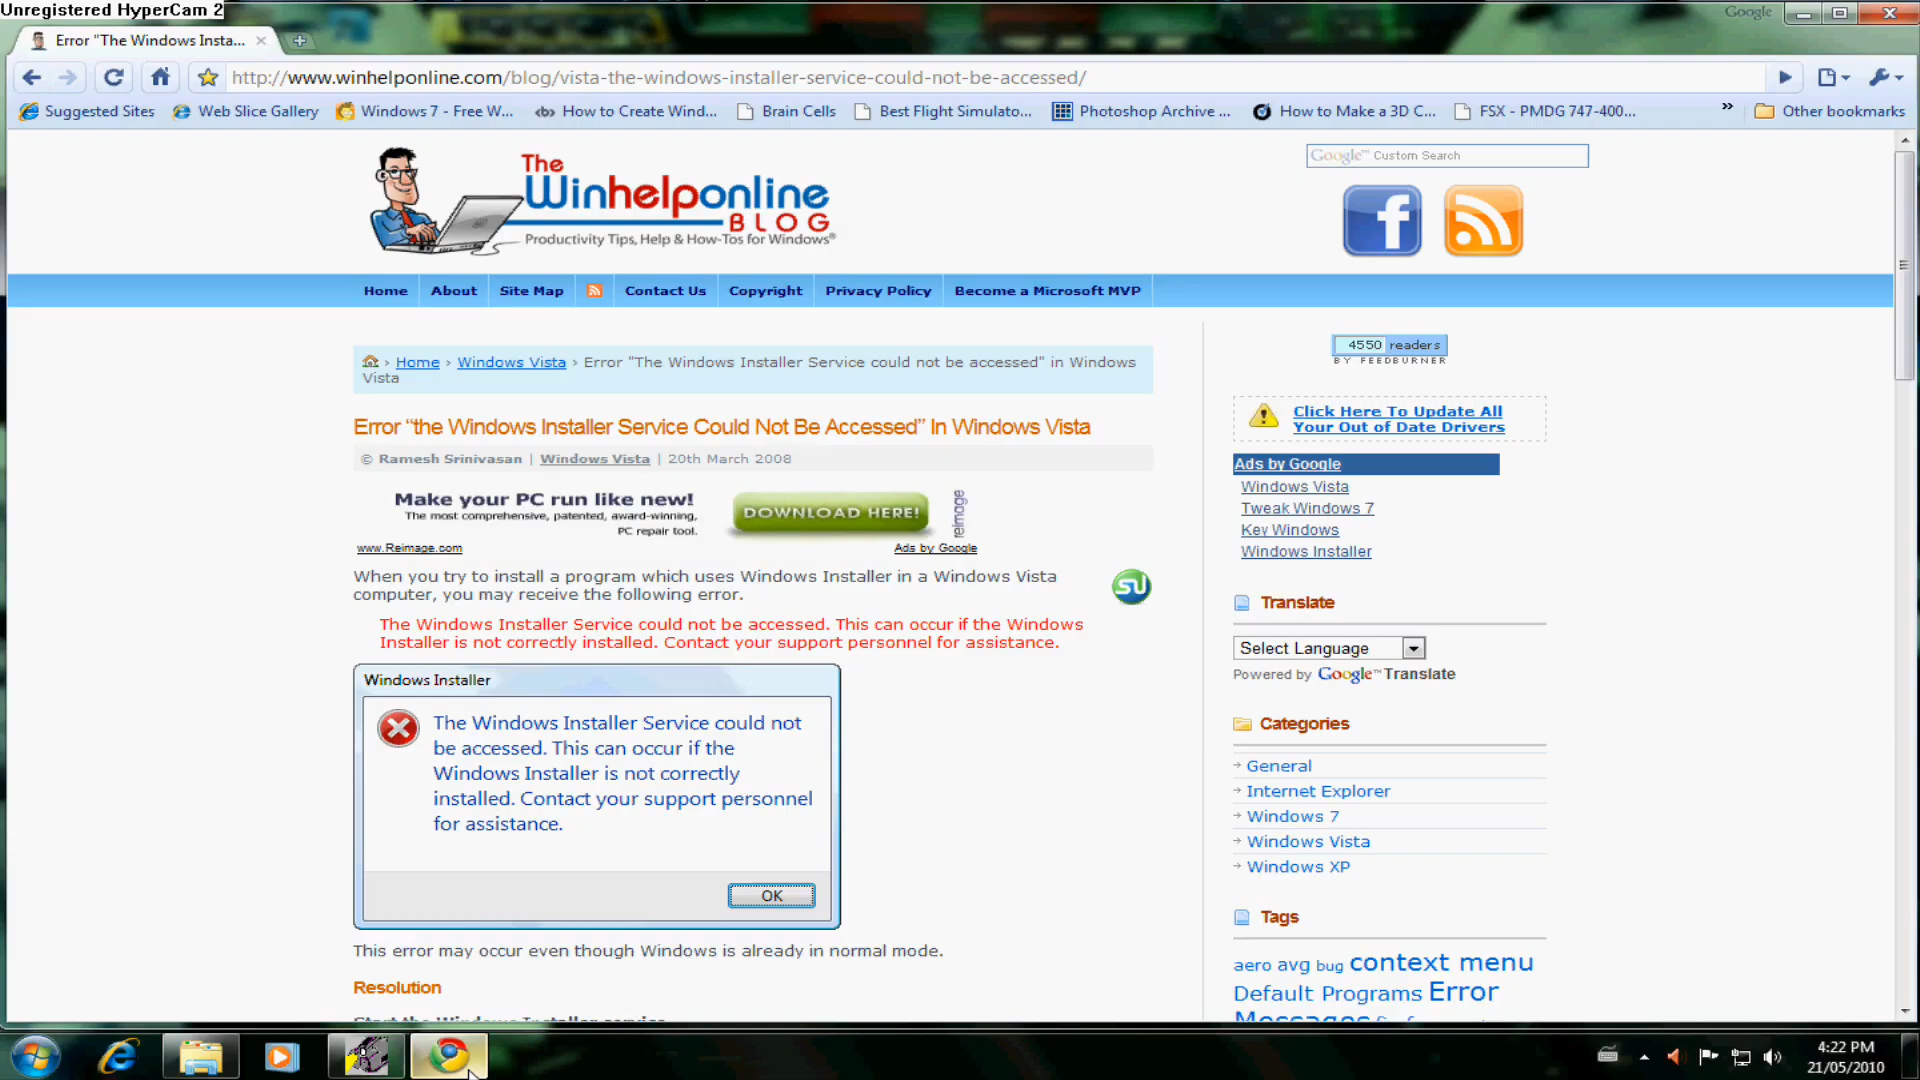 Unregistered HyperCam 2
Google
Error "The Windows Insta...
http://www.winhelponline.com/blog/vista-the-windows-installer-service-could-not-be-accessed/
Suggested Sites
Web Slice Gallery
Windows 7 - Free W...
How to Create Wind...
Brain Cells
Best Flight Simulato...
Photoshop Archive ...
How to Make a 3D C...
FSX - PMDG 747-400...
»
Other bookmarks
The
Winhelponline
BLOG
Productivity Tips, Help & How-Tos for Windows®
Google™ Custom Search
Home
About
Site Map
Contact Us
Copyright
Privacy Policy
Become a Microsoft MVP
› Home › Windows Vista › Error "The Windows Installer Service could not be accessed" in Windows
Vista
Error “the Windows Installer Service Could Not Be Accessed” In Windows Vista
© Ramesh Srinivasan | Windows Vista | 20th March 2008
Make your PC run like new!
The most comprehensive, patented, award-winning,
PC repair tool.
DOWNLOAD HERE!
reimage
www.Reimage.com
Ads by Google
When you try to install a program which uses Windows Installer in a Windows Vista
computer, you may receive the following error.
The Windows Installer Service could not be accessed. This can occur if the Windows
Installer is not correctly installed. Contact your support personnel for assistance.
Windows Installer
The Windows Installer Service could not
be accessed. This can occur if the
Windows Installer is not correctly
installed. Contact your support personnel
for assistance.
OK
This error may occur even though Windows is already in normal mode.
Resolution
Start the Windows Installer service
4550 readers
BY FEEDBURNER
Click Here To Update All
Your Out of Date Drivers
Ads by Google
Windows Vista
Tweak Windows 7
Key Windows
Windows Installer
Translate
Select Language
Powered by Google™ Translate
Categories
General
Internet Explorer
Windows 7
Windows Vista
Windows XP
Tags
aero avg bug context menu
Default Programs Error
Messages
4:22 PM
21/05/2010